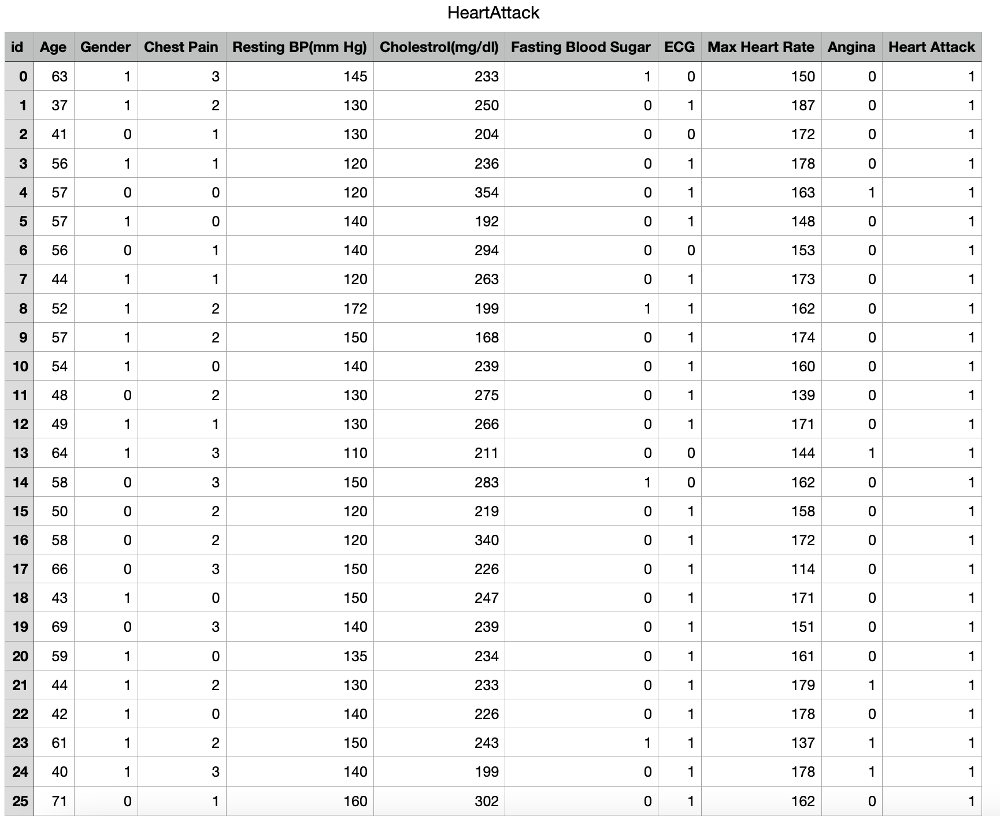 HeartAttack
id Age Gender Chest Pain Resting BP(mm Hg) Cholestrol(mg/dl) Fasting Blood Sugar ECG Max Heart Rate Angina Heart Attack
0 63 1 3 145 233 1 0 150 0 1
1 37 1 2 130 250 0 1 187 0 1
2 41 0 1 130 204 0 0 172 0 1
3 56 1 1 120 236 0 1 178 0 1
4 57 0 0 120 354 0 1 163 1 1
5 57 1 0 140 192 0 1 148 0 1
6 56 0 1 140 294 0 0 153 0 1
7 44 1 1 120 263 0 1 173 0 1
8 52 1 2 172 199 1 1 162 0 1
9 57 1 2 150 168 0 1 174 0 1
10 54 1 0 140 239 0 1 160 0 1
11 48 0 2 130 275 0 1 139 0 1
12 49 1 1 130 266 0 1 171 0 1
13 64 1 3 110 211 0 0 144 1 1
14 58 0 3 150 283 1 0 162 0 1
15 50 0 2 120 219 0 1 158 0 1
16 58 0 2 120 340 0 1 172 0 1
17 66 0 3 150 226 0 1 114 0 1
18 43 1 0 150 247 0 1 171 0 1
19 69 0 3 140 239 0 1 151 0 1
20 59 1 0 135 234 0 1 161 0 1
21 44 1 2 130 233 0 1 179 1 1
22 42 1 0 140 226 0 1 178 0 1
23 61 1 2 150 243 1 1 137 1 1
24 40 1 3 140 199 0 1 178 1 1
25 71 0 1 160 302 0 1 162 0 1